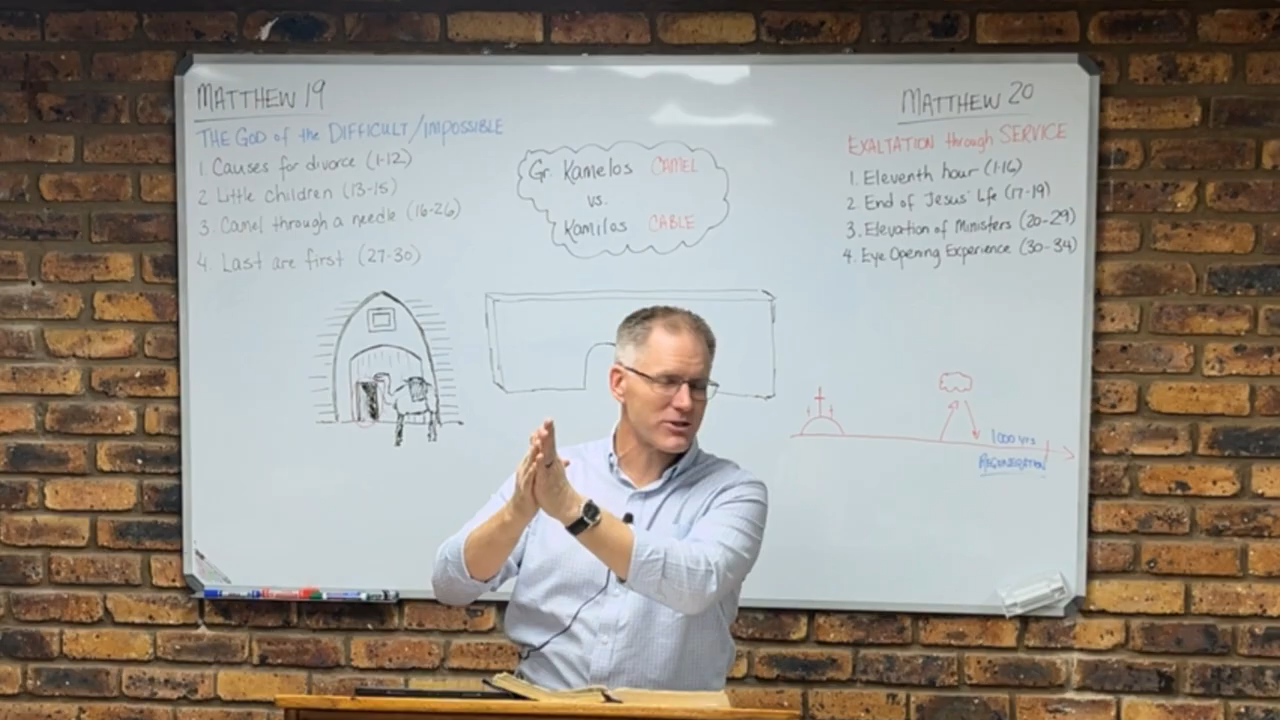 MATTHEW 19
THE GOD of the DIFFICULT/IMPOSSIBLE
1. Causes for divorce (1-12)
2 Little children (13-15)
3. Camel through a needle (16-26)
4. Last are first (27-30)
Gr. Kamelos CAMEL
vs.
Kamilos CABLE
MATTHEW 20
EXALTATION through SERVICE
1. Eleventh hour (1-16)
2. End of Jesus' Life (17-19)
3. Elevation of Ministers (20-29)
4. Eye Opening Experience (30-34)
1000 yrs
REGENERATION